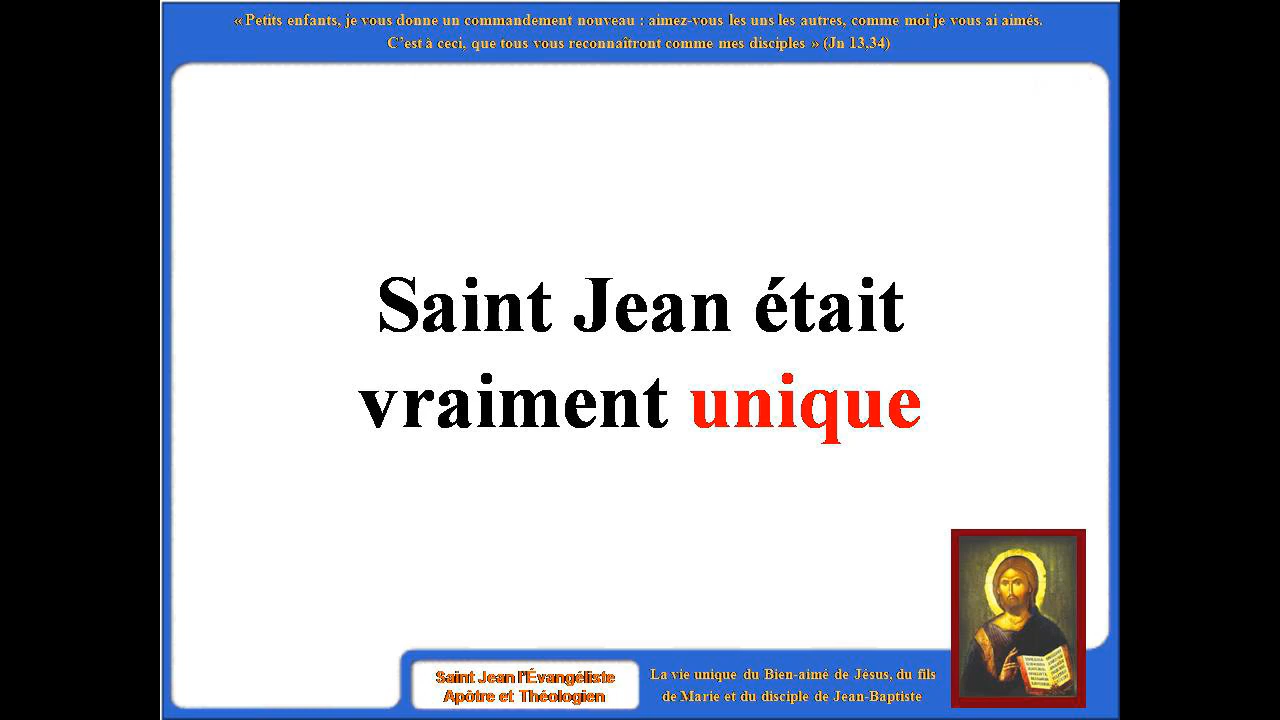 « Petits enfants, je vous donne un commandement nouveau : aimez-vous les uns les autres, comme moi je vous ai aimés.
C’est à ceci, que tous vous reconnaîtront comme mes disciples » (Jn 13,34)
Saint Jean était
vraiment unique
Saint Jean l'Évangéliste
Apôtre et Théologien
La vie unique du Bien-aimé de Jésus, du fils
de Marie et du disciple de Jean-Baptiste